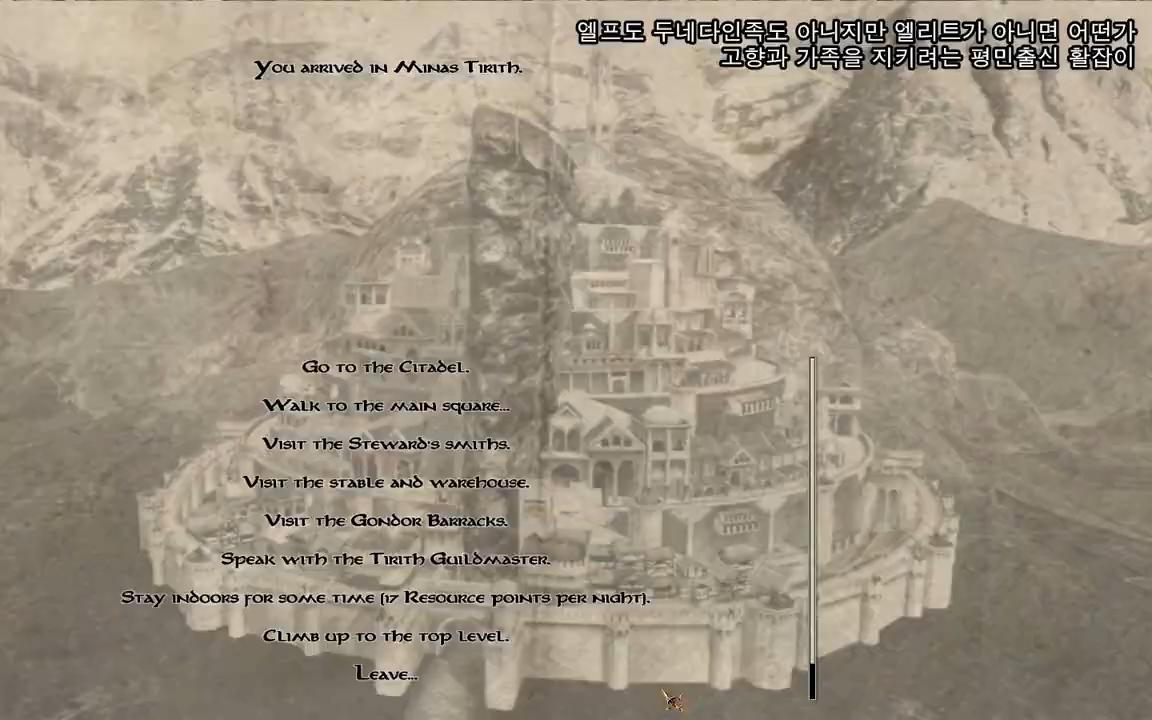 엘프도 두네다인족도 아니지만 엘리트가 아니면 어떤가
고향과 가족을 지키려는 평민출신 활잡이
You arrived in Minas Tirith.
Go to the Citadel.
Walk to the main square...
Visit the Steward's smiths.
Visit the stable and warehouse.
Visit the Gondor Barracks.
Speak with the Tirith Guildmaster.
Stay indoors for some time (17 Resource points per night).
Climb up to the top level.
Leave...